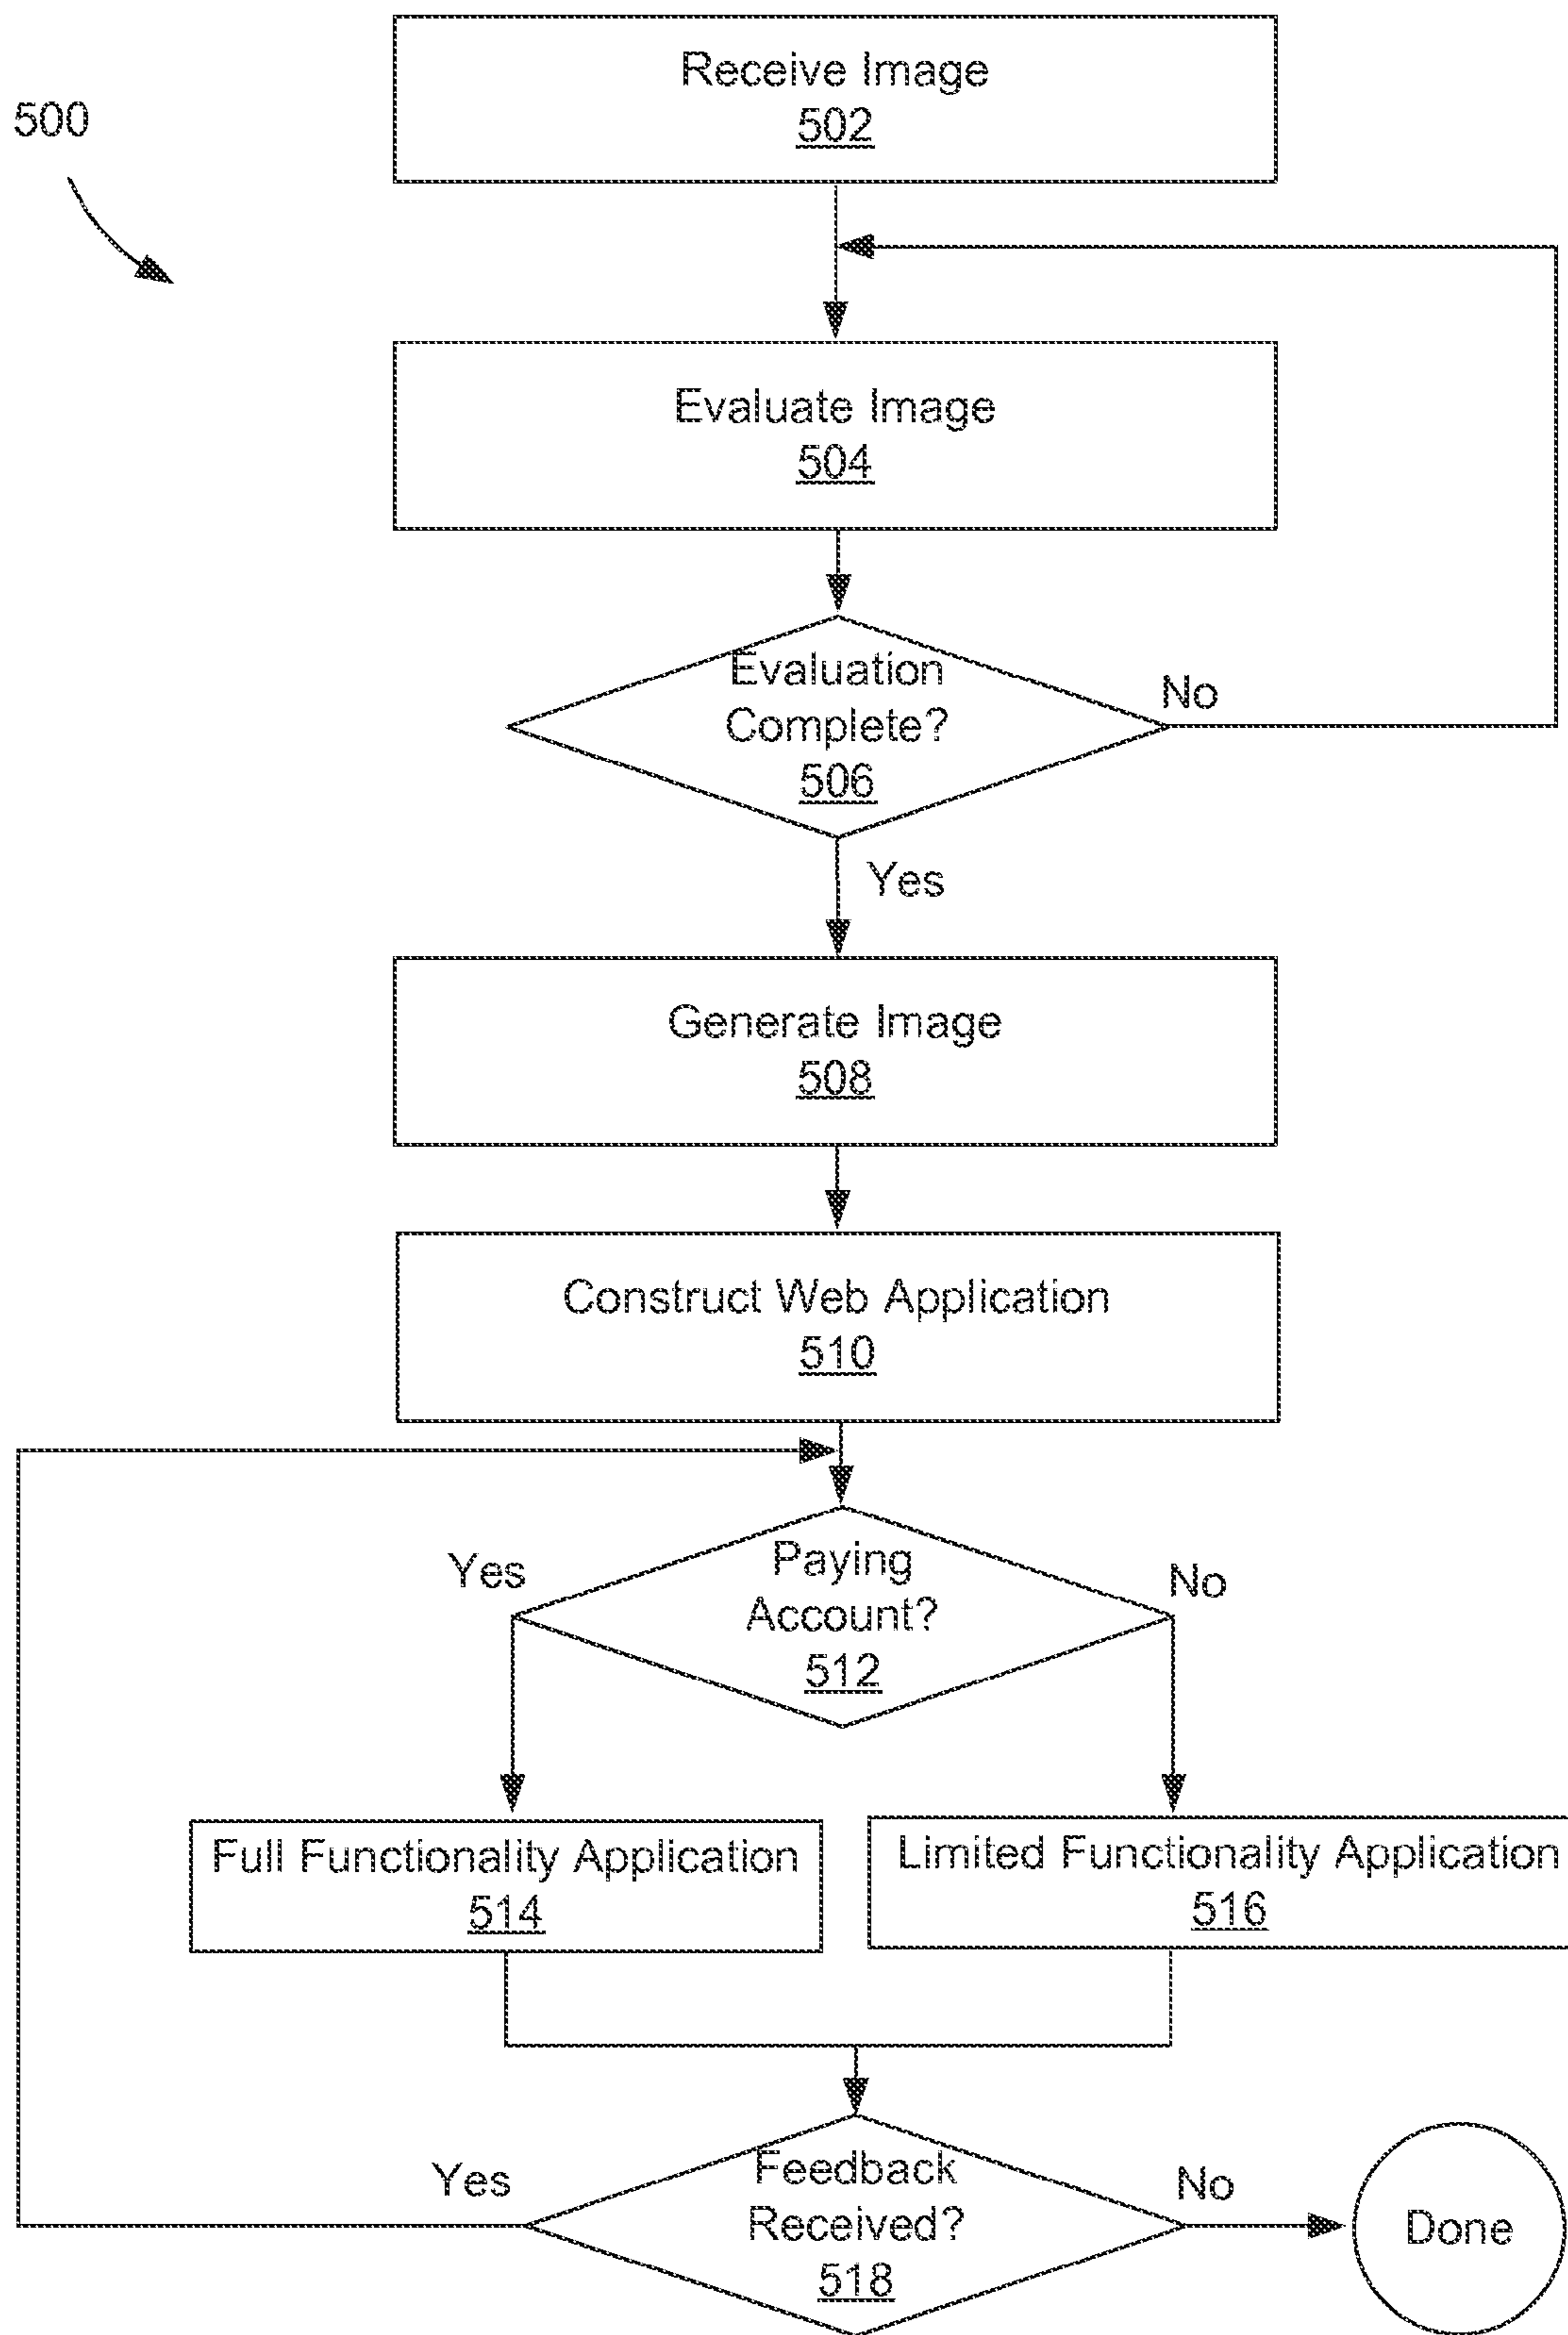 500
Receive Image
502
Evaluate Image
504
Evaluation
Complete?
506
No
Yes
Generate Image
508
Construct Web Application
510
Yes
Paying
Account?
512
No
Full Functionality Application
514
Limited Functionality Application
516
Yes
Feedback
Received?
518
No
Done